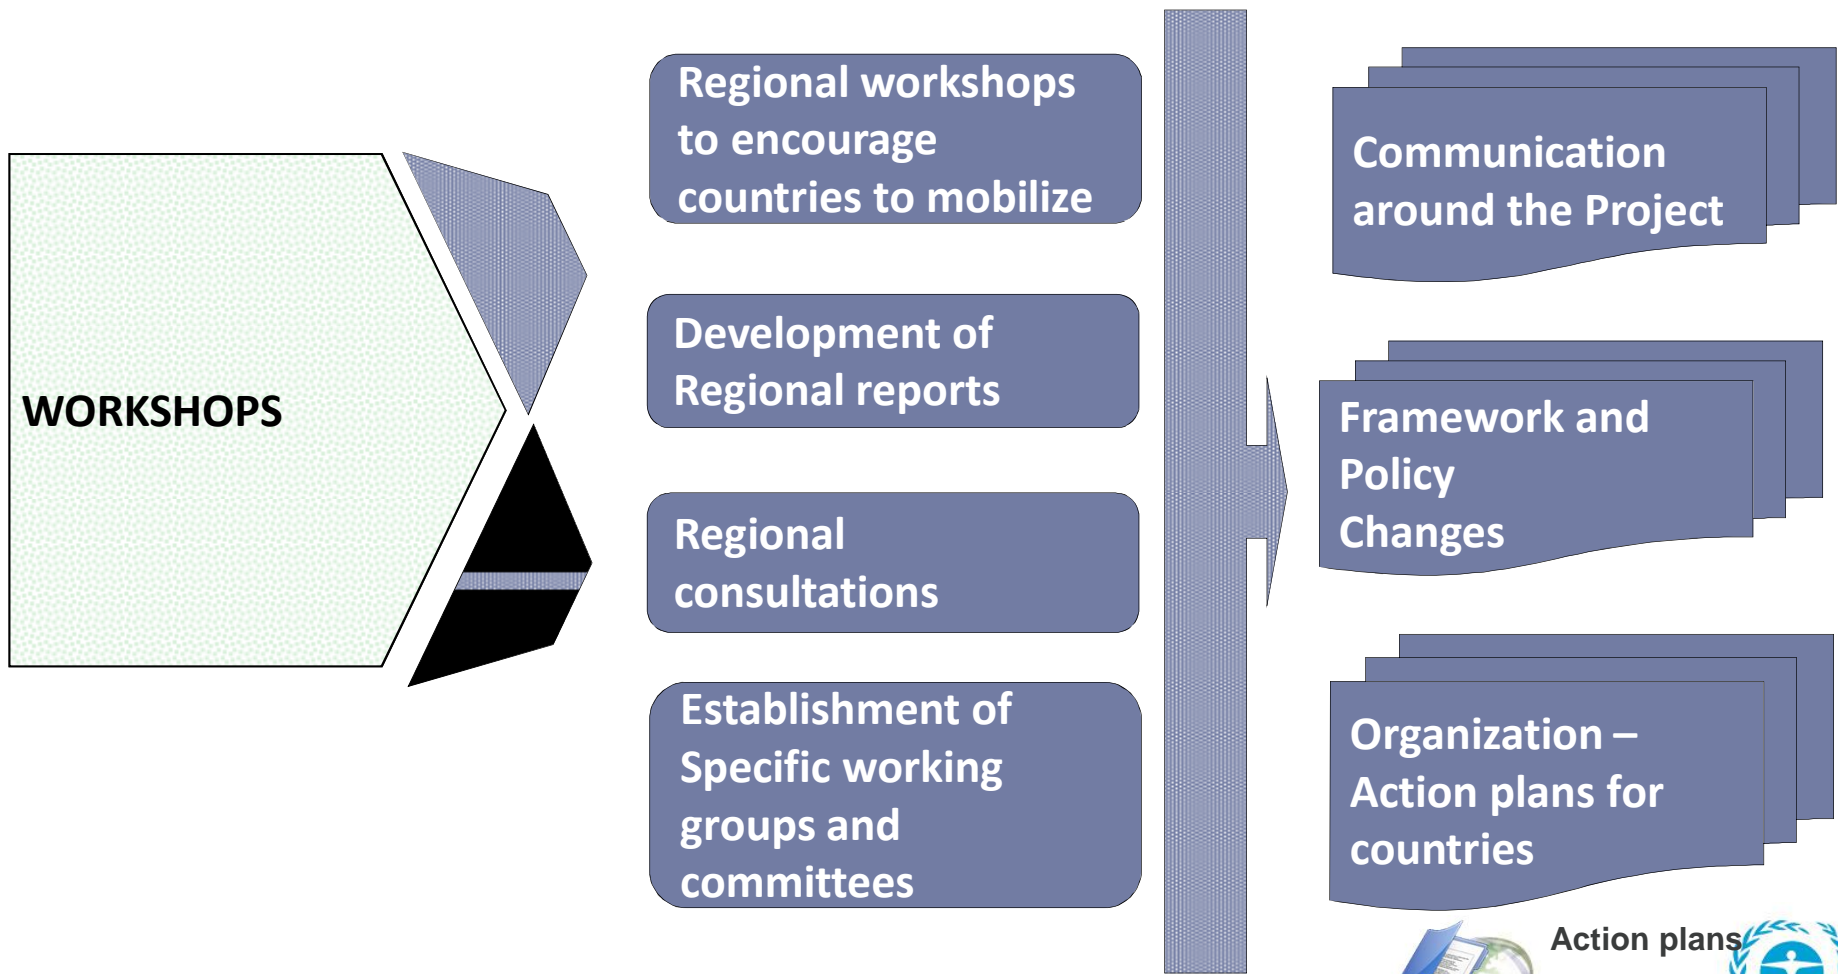 WORKSHOPS
Regional workshops
to encourage
countries to mobilize
Development of
Regional reports
Regional
consultations
Establishment of
Specific working
groups and
committees
Communication
around the Project
Framework and
Policy
Changes
Organization –
Action plans for
countries
Action plans